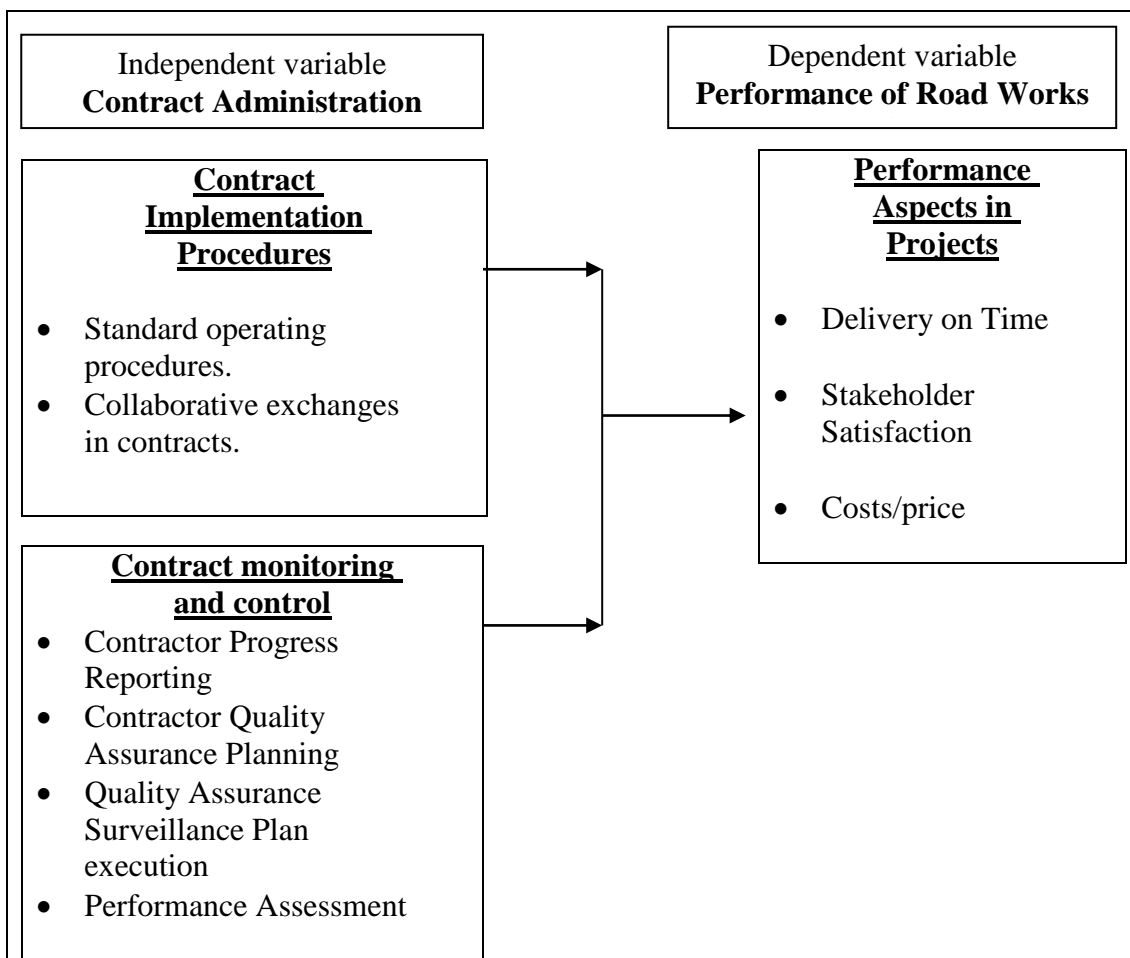 Independent variable
Contract Administration
Dependent variable
Performance of Road Works
Contract
Implementation
Procedures
• Standard operating
procedures.
• Collaborative exchanges
in contracts.
Performance
Aspects in
Projects
• Delivery on Time
• Stakeholder
Satisfaction
• Costs/price
Contract monitoring
and control
• Contractor Progress
Reporting
• Contractor Quality
Assurance Planning
• Quality Assurance
Surveillance Plan
execution
• Performance Assessment